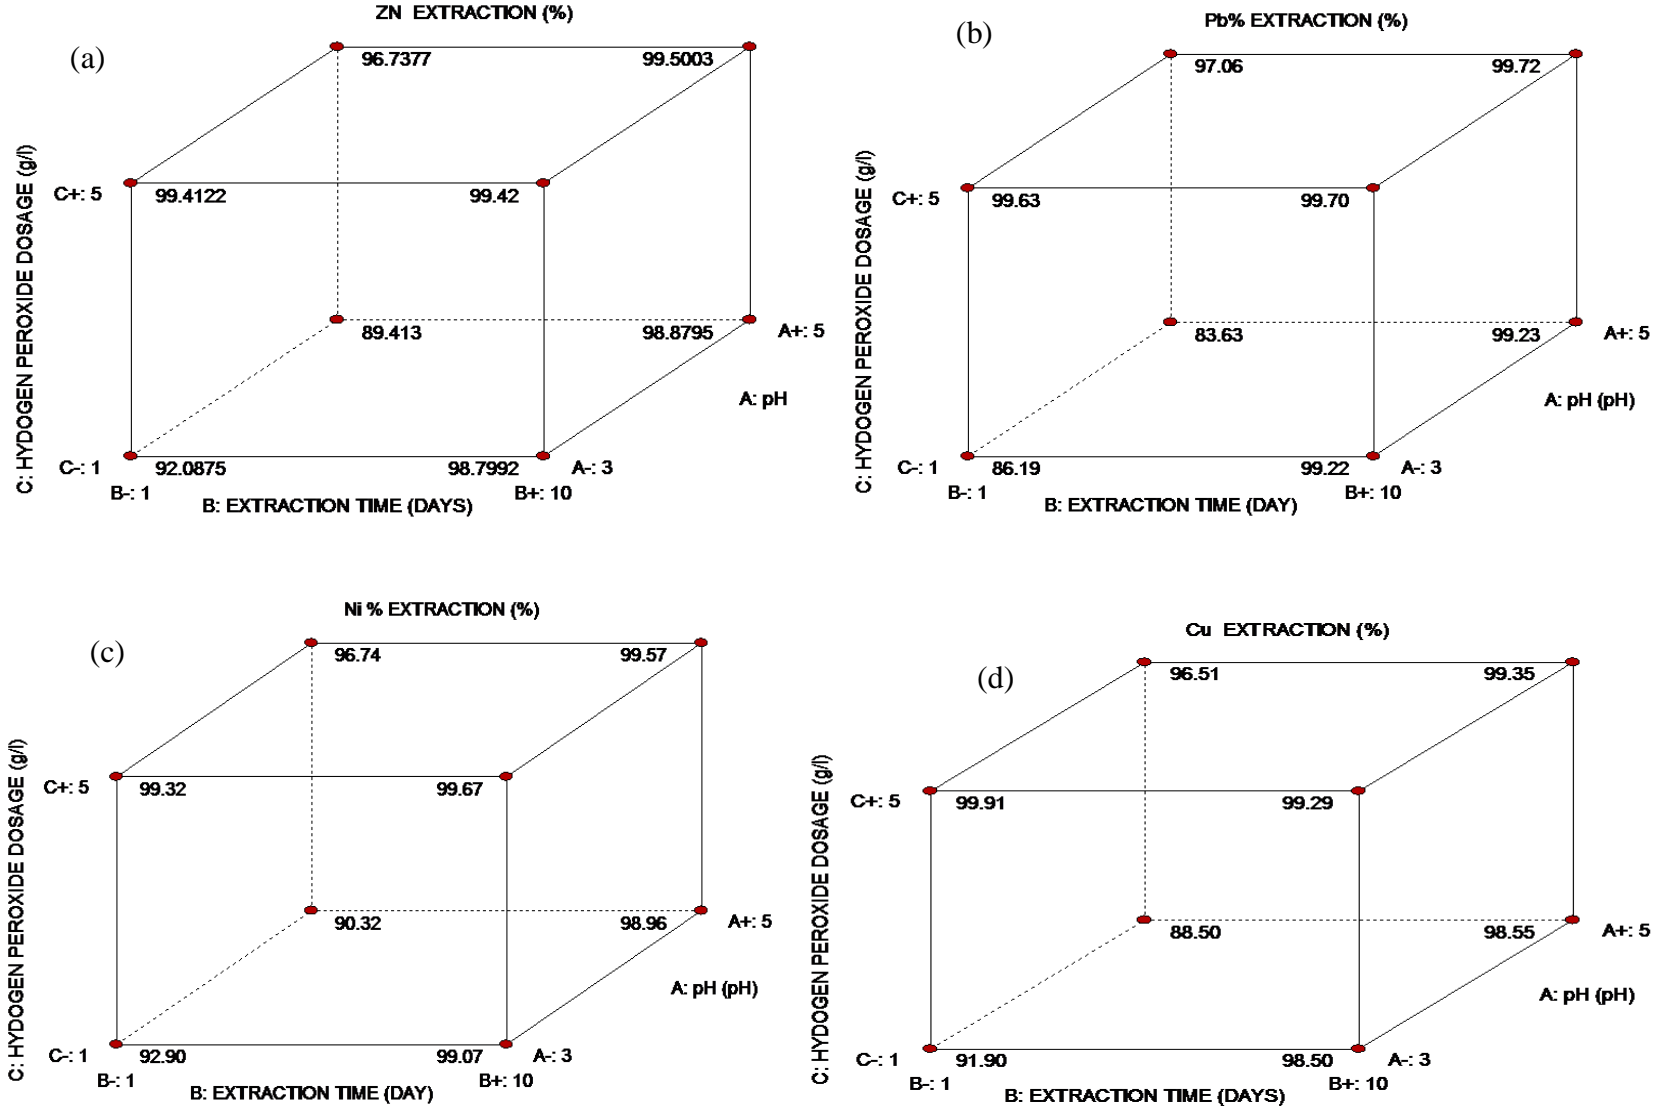 (a)
ZN EXTRACTION (%)
96.7377
99.5003
C: HYDOGEN PEROXIDE DOSAGE (g/l)
C+: 5
99.4122
99.42
89.413
98.8795
A+: 5
A: pH
C-: 1
92.0875
98.7992
A-: 3
B-: 1
B+: 10
B: EXTRACTION TIME (DAYS)
(b)
Pb% EXTRACTION (%)
97.06
99.72
C: HYDOGEN PEROXIDE DOSAGE (g/l)
C+: 5
99.63
99.70
83.63
99.23
A+: 5
A: pH (pH)
C-: 1
86.19
99.22
A-: 3
B-: 1
B+: 10
B: EXTRACTION TIME (DAY)
(c)
Ni % EXTRACTION (%)
96.74
99.57
C: HYDOGEN PEROXIDE DOSAGE (g/l)
C+: 5
99.32
99.67
90.32
98.96
A+: 5
A: pH (pH)
C-: 1
92.90
99.07
A-: 3
B-: 1
B+: 10
B: EXTRACTION TIME (DAY)
(d)
Cu EXTRACTION (%)
96.51
99.35
C: HYDOGEN PEROXIDE DOSAGE (g/l)
C+: 5
99.91
99.29
88.50
98.55
A+: 5
A: pH (pH)
C-: 1
91.90
98.50
A-: 3
B-: 1
B+: 10
B: EXTRACTION TIME (DAYS)